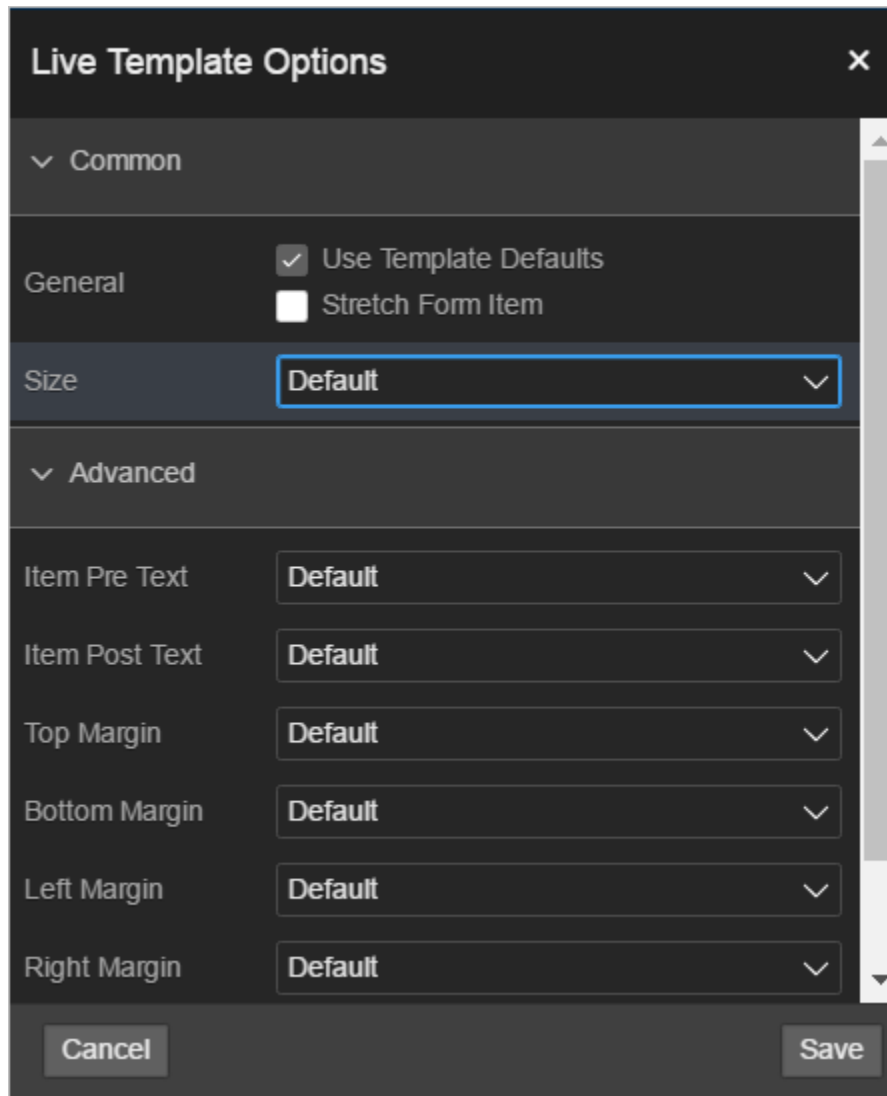 Live Template Options
Common
General
Use Template Defaults
Stretch Form Item
Size
Default
Advanced
Item Pre Text
Default
Item Post Text
Default
Top Margin
Default
Bottom Margin
Default
Left Margin
Default
Right Margin
Default
Cancel
Save